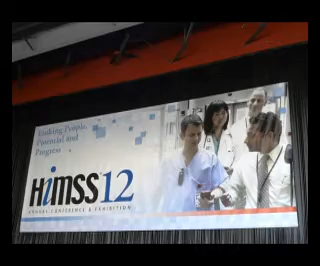 Linking People,
Potential and
Progress
HiMSS12
ANNUAL CONFERENCE & EXHIBITION